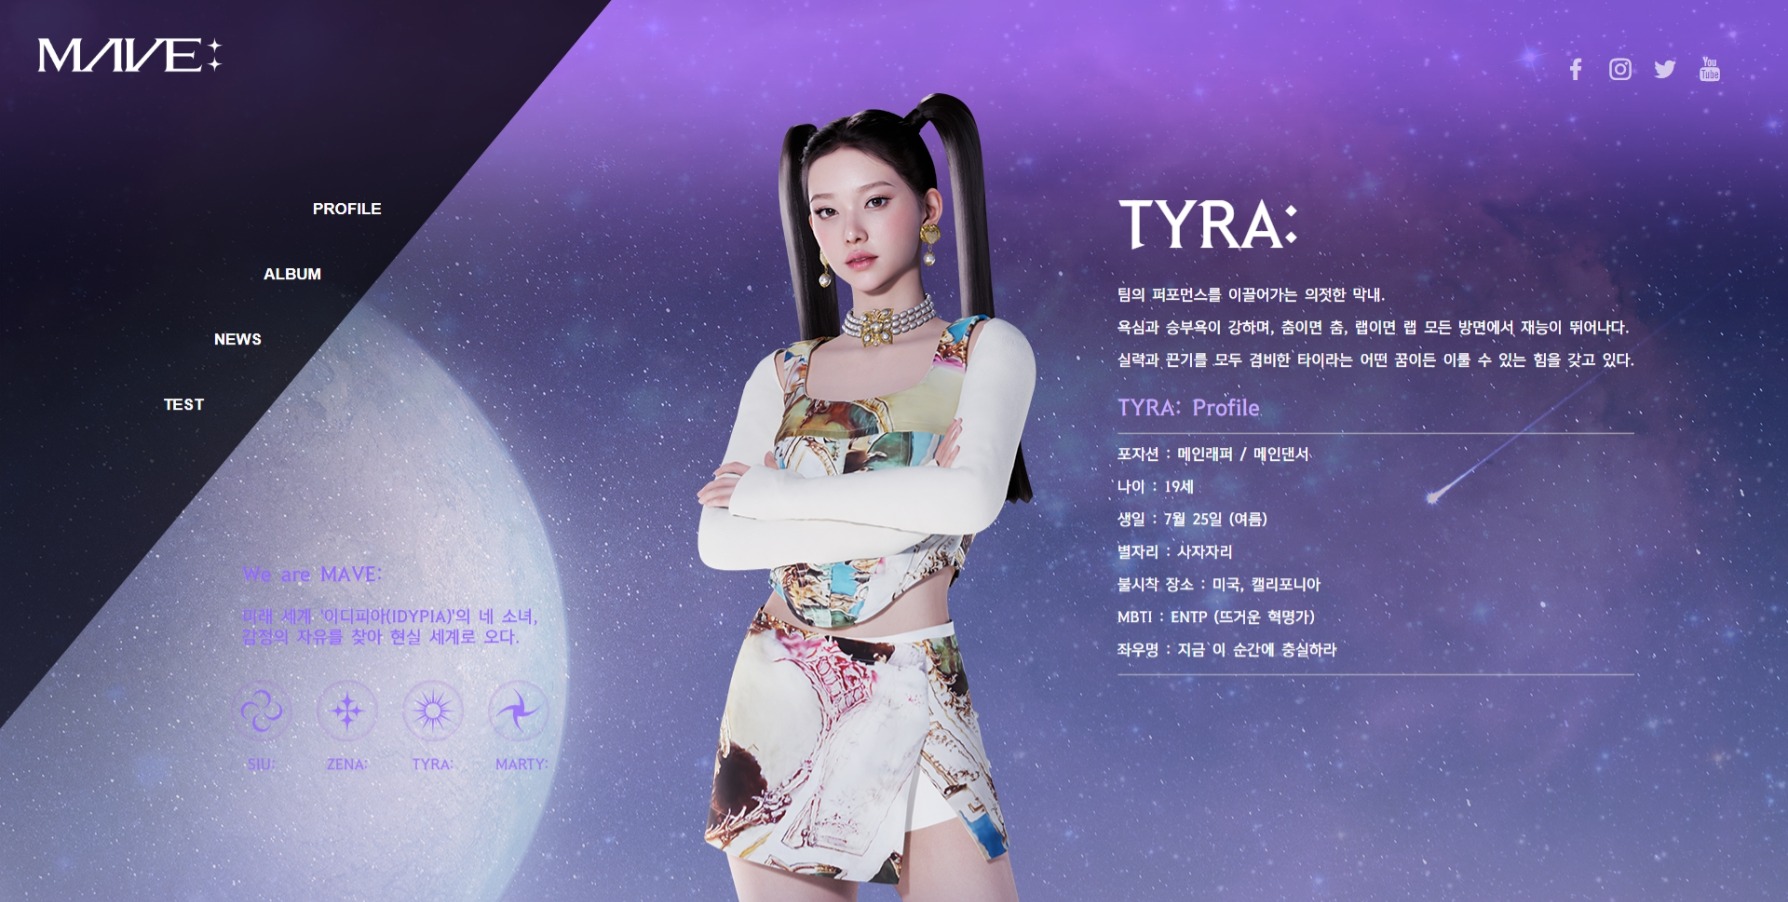 MAVE:
You
Tube
PROFILE
ALBUM
NEWS
TEST
TYRA:
팀의 퍼포먼스를 이끌어가는 의젓한 막내.
욕심과 승부욕이 강하며, 춤이면 춤, 랩이면 랩 모든 방면에서 재능이 뛰어나다.
실력과 끈기를 모두 겸비한 타이라는 어떤 꿈이든 이룰 수 있는 힘을 갖고 있다.
TYRA: Profile
포지션 : 메인래퍼 / 메인댄서
나이 : 19세
생일 : 7월 25일 (여름)
별자리 : 사자자리
불시착 장소 : 미국, 캘리포니아
MBTI : ENTP (뜨거운 혁명가)
좌우명 : 지금 이 순간에 충실하라
We are MAVE:
미래 세계 '이디피아(IDYPIA)'의 네 소녀,
감정의 자유를 찾아 현실 세계로 오다.
SIU:
ZENA:
TYRA:
MARTY: